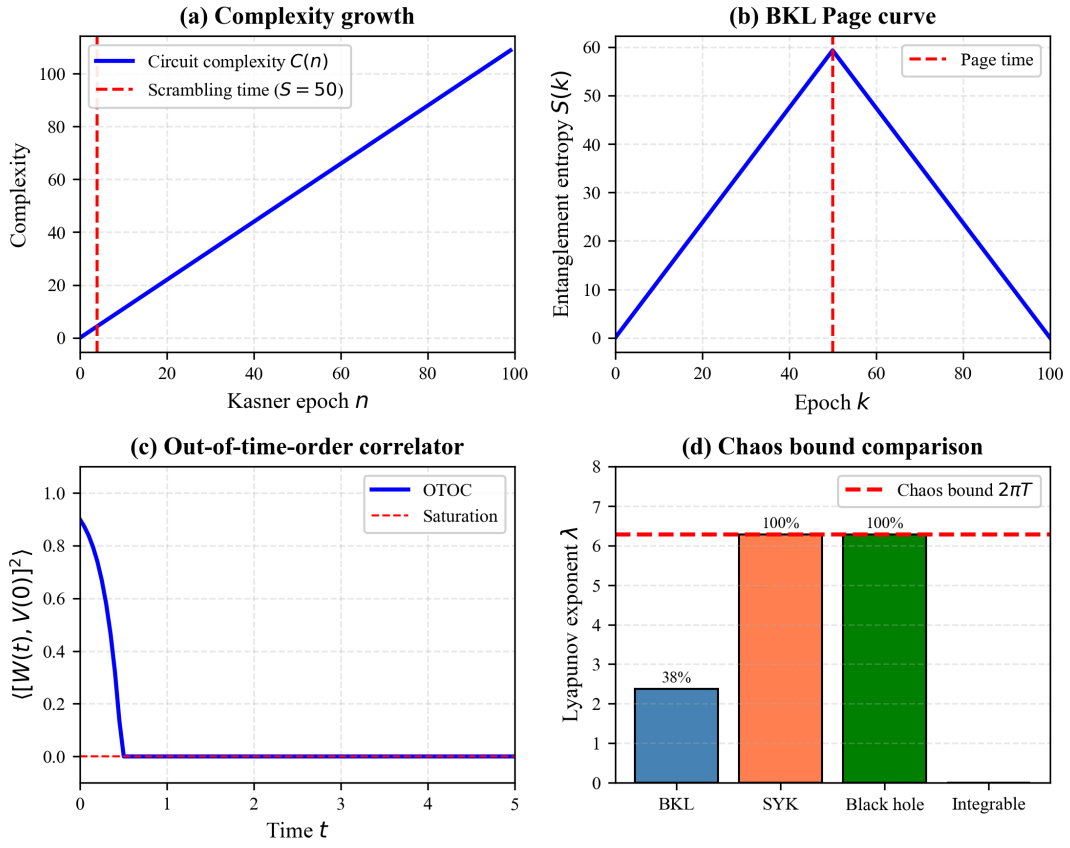 (a) Complexity growth
Complexity
100
80
60
40
20
0
Circuit complexity C(n)
Scrambling time (S = 50)
0 20 40 60 80 100
Kasner epoch n
(b) BKL Page curve
Entanglement entropy S(k)
60
50
40
30
20
10
0
Page time
0 20 40 60 80 100
Epoch k
(c) Out-of-time-order correlator
⟨[W(t), V(0)]²⟩
1.0
0.8
0.6
0.4
0.2
0.0
OTOC
Saturation
0 1 2 3 4 5
Time t
(d) Chaos bound comparison
Lyapunov exponent λ
8
7
6
5
4
3
2
1
0
Chaos bound 2πT
38%
100%
100%
BKL SYK Black hole Integrable